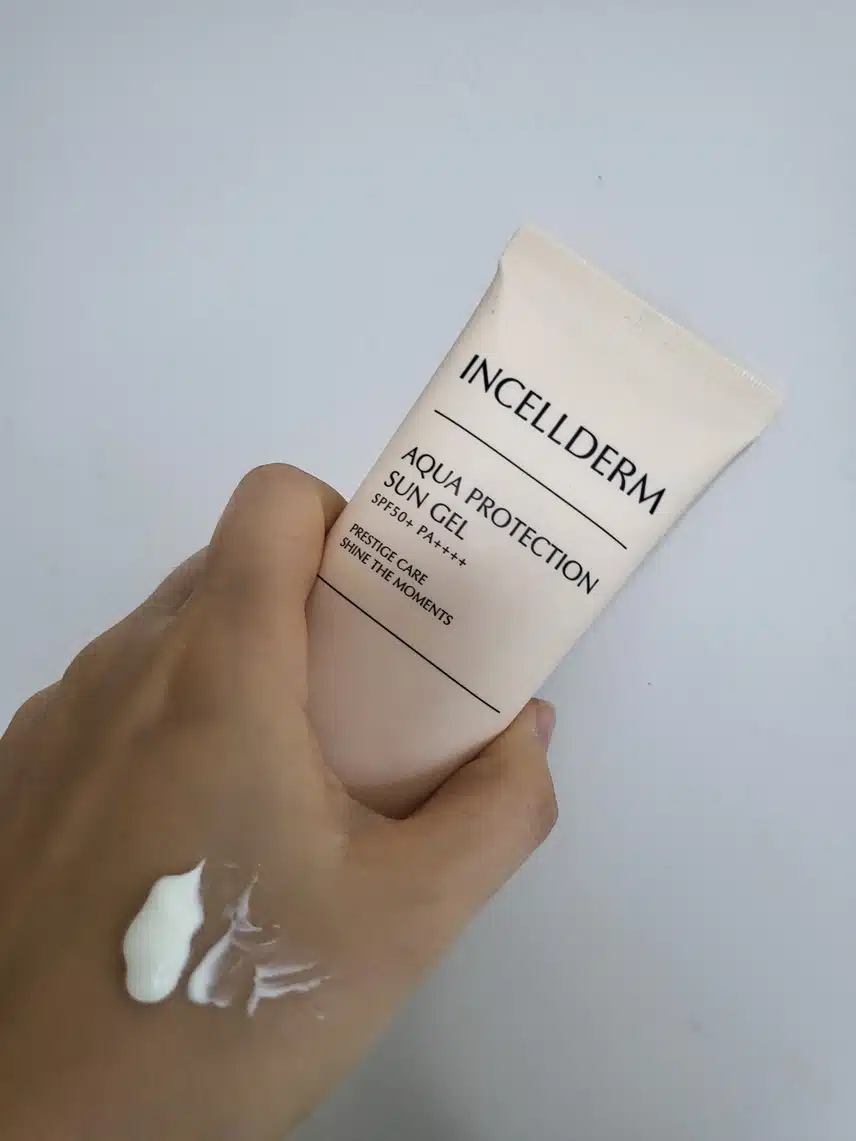 INCELLDERM
AQUA PROTECTION
SUN GEL
SPF50+ PA++++
PRESTIGE CARE
SHINE THE MOMENTS